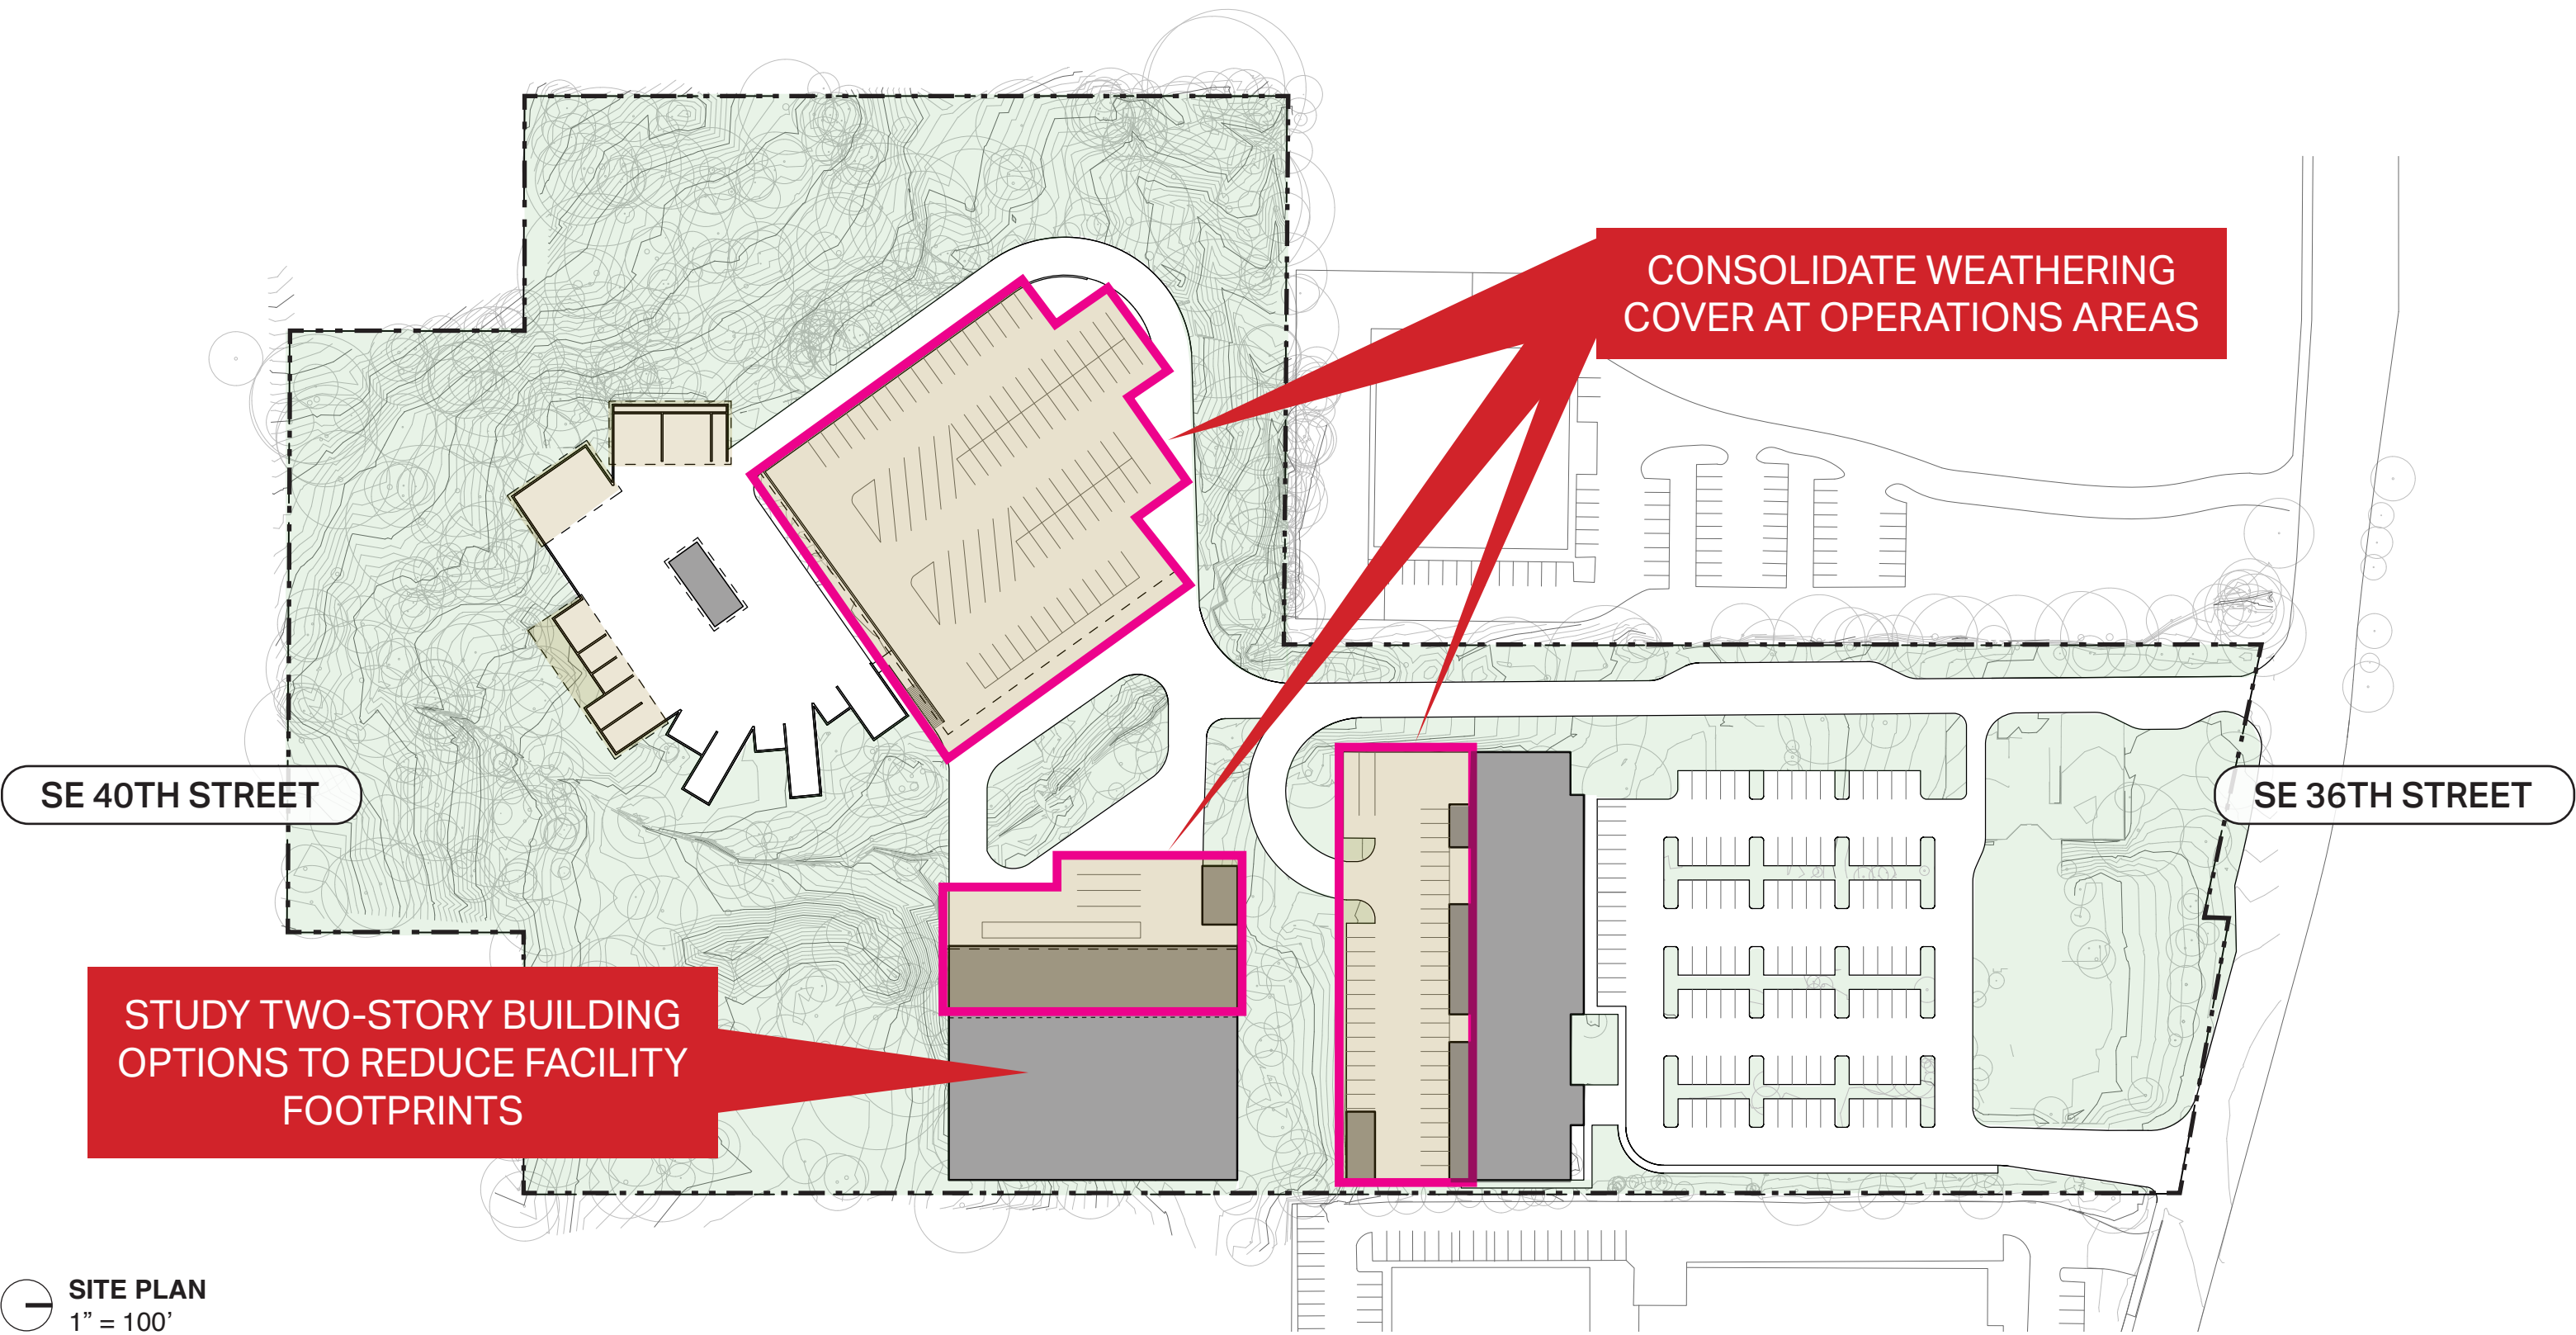 CONSOLIDATE WEATHERING
COVER AT OPERATIONS AREAS
SE 40TH STREET
SE 36TH STREET
STUDY TWO-STORY BUILDING
OPTIONS TO REDUCE FACILITY
FOOTPRINTS
SITE PLAN
1” = 100’